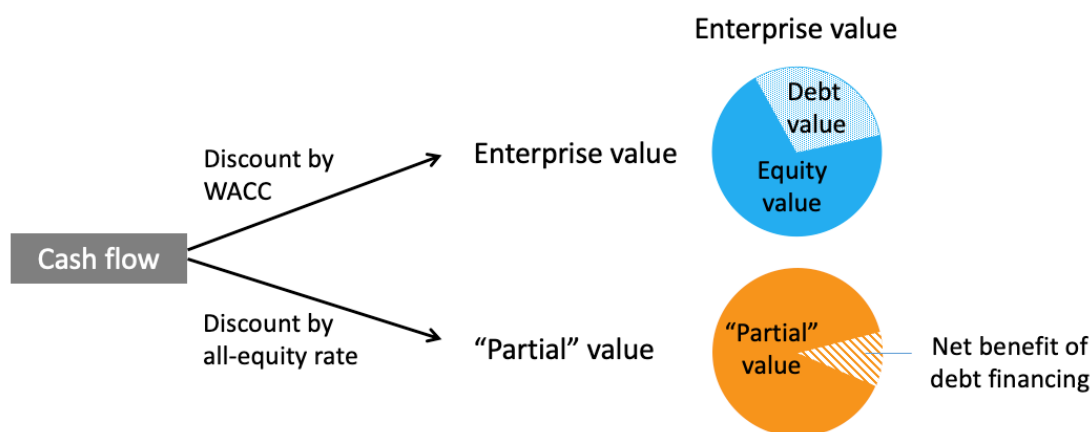 Enterprise value
Debt
value
Discount by
WACC
Enterprise value
Equity
value
Cash flow
Discount by
all-equity rate
“Partial” value
“Partial”
value
Net benefit of
debt financing